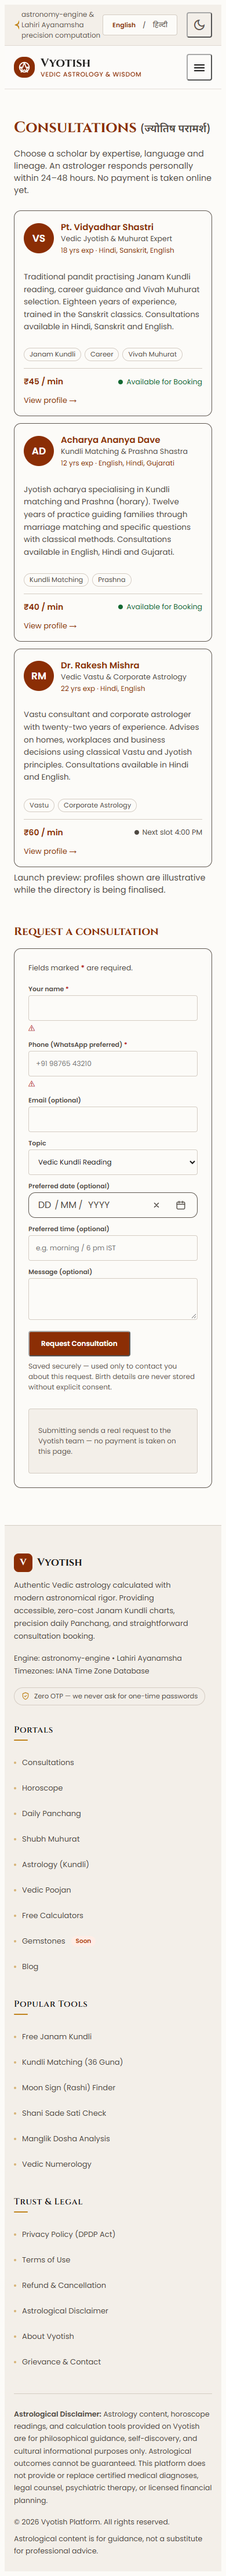 astronomy-engine &
Lahiri Ayanamsha
precision computation
English / हिन्दी
Vyotish
VEDIC ASTROLOGY & WISDOM
Consultations (ज्योतिष परामर्श)
Choose a scholar by expertise, language and
lineage. An astrologer responds personally
within 24–48 hours. No payment is taken online
yet.
VS
Pt. Vidyadhar Shastri
Vedic Jyotish & Muhurat Expert
18 yrs exp · Hindi, Sanskrit, English
Traditional pandit practising Janam Kundli
reading, career guidance and Vivah Muhurat
selection. Eighteen years of experience,
trained in the Sanskrit classics. Consultations
available in Hindi, Sanskrit and English.
Janam Kundli Career Vivah Muhurat
₹45 / min Available for Booking
View profile →
AD
Acharya Ananya Dave
Kundli Matching & Prashna Shastra
12 yrs exp · English, Hindi, Gujarati
Jyotish acharya specialising in Kundli
matching and Prashna (horary). Twelve
years of practice guiding families through
marriage matching and specific questions
with classical methods. Consultations
available in English, Hindi and Gujarati.
Kundli Matching Prashna
₹40 / min Available for Booking
View profile →
RM
Dr. Rakesh Mishra
Vedic Vastu & Corporate Astrology
22 yrs exp · Hindi, English
Vastu consultant and corporate astrologer
with twenty-two years of experience. Advises
on homes, workplaces and business
decisions using classical Vastu and Jyotish
principles. Consultations available in Hindi
and English.
Vastu Corporate Astrology
₹60 / min Next slot 4:00 PM
View profile →
Launch preview: profiles shown are illustrative
while the directory is being finalised.
Request a consultation
Fields marked * are required.
Your name *
Phone (WhatsApp preferred) *
+91 98765 43210
Email (optional)
Topic
Vedic Kundli Reading
Preferred date (optional)
DD / MM / YYYY
Preferred time (optional)
e.g. morning / 6 pm IST
Message (optional)
Request Consultation
Saved securely — used only to contact you
about this request. Birth details are never stored
without explicit consent.
Submitting sends a real request to the
Vyotish team — no payment is taken on
this page.
V Vyotish
Authentic Vedic astrology calculated with
modern astronomical rigor. Providing
accessible, zero-cost Janam Kundli charts,
precision daily Panchang, and straightforward
consultation booking.
Engine: astronomy-engine • Lahiri Ayanamsa
Timezones: IANA Time Zone Database
Zero OTP — we never ask for one-time passwords
Portals
Consultations
Horoscope
Daily Panchang
Shubh Muhurat
Astrology (Kundli)
Vedic Poojan
Free Calculators
Gemstones Soon
Blog
Popular Tools
Free Janam Kundli
Kundli Matching (36 Guna)
Moon Sign (Rashi) Finder
Shani Sade Sati Check
Manglik Dosha Analysis
Vedic Numerology
Trust & Legal
Privacy Policy (DPDP Act)
Terms of Use
Refund & Cancellation
Astrological Disclaimer
About Vyotish
Grievance & Contact
Astrological Disclaimer: Astrology content, horoscope
readings, and calculation tools provided on Vyotish
are for philosophical guidance, self-discovery, and
cultural informational purposes only. Astrological
outcomes cannot be guaranteed. This platform does
not provide or replace certified medical diagnoses,
legal counsel, psychiatric therapy, or licensed financial
planning.
© 2026 Vyotish Platform. All rights reserved.
Astrological content is for guidance, not a substitute
for professional advice.